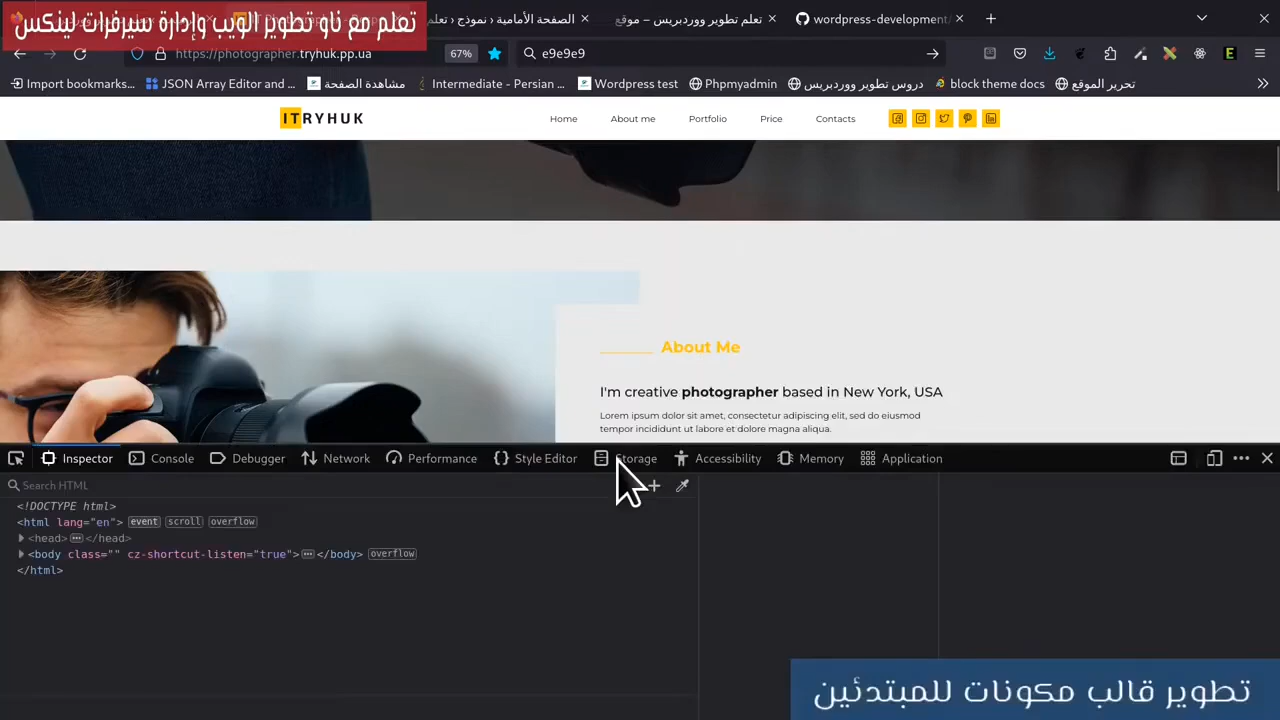 تعلم مع ناو تطوير الويب وإدارة سيرفرات لينكس
الصفحة الأمامية ‹ نموذج ‹ تعلم
تعلم تطوير ووردبريس – موقع
wordpress-development/
https://photographer.tryhuk.pp.ua
67%
e9e9e9
Import bookmarks...
JSON Array Editor and ...
مشاهدة الصفحة
Intermediate - Persian ...
Wordpress test
Phpmyadmin
دروس تطوير ووردبريس
block theme docs
تحرير الموقع
ITRYHUK
Home
About me
Portfolio
Price
Contacts
About Me
I'm creative photographer based in New York, USA
Lorem ipsum dolor sit amet, consectetur adipiscing elit, sed do eiusmod
tempor incididunt ut labore et dolore magna aliqua.
Inspector
Console
Debugger
Network
Performance
Style Editor
Storage
Accessibility
Memory
Application
Search HTML
<!DOCTYPE html>
<html lang="en"> event scroll overflow
<head> ••• </head>
<body class="" cz-shortcut-listen="true"> ••• </body> overflow
</html>
تطوير قالب مكونات للمبتدئين